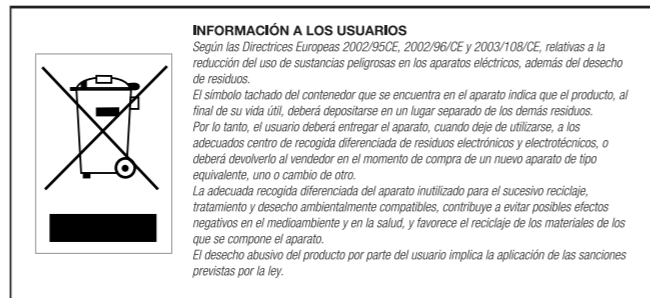 INFORMACIÓN A LOS USUARIOS
Según las Directrices Europeas 2002/95CE, 2002/96/CE y 2003/108/CE, relativas a la
reducción del uso de sustancias peligrosas en los aparatos eléctricos, además del desecho
de residuos.
El símbolo tachado del contenedor que se encuentra en el aparato indica que el producto, al
final de su vida útil, deberá depositarse en un lugar separado de los demás residuos.
Por lo tanto, el usuario deberá entregar el aparato, cuando deje de utilizarse, a los
adecuados centro de recogida diferenciada de residuos electrónicos y electrotécnicos, o
deberá devolverlo al vendedor en el momento de compra de un nuevo aparato de tipo
equivalente, uno o cambio de otro.
La adecuada recogida diferenciada del aparato inutilizado para el sucesivo reciclaje,
tratamiento y desecho ambientalmente compatibles, contribuye a evitar posibles efectos
negativos en el medioambiente y en la salud, y favorece el reciclaje de los materiales de los
que se compone el aparato.
El desecho abusivo del producto por parte del usuario implica la aplicación de las sanciones
previstas por la ley.